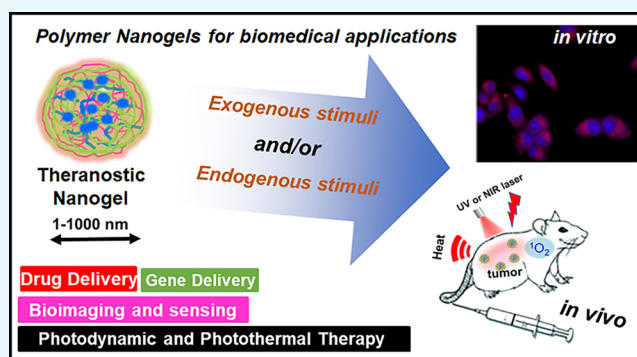 Polymer Nanogels for biomedical applications
in vitro
Exogenous stimuli
and/or
Endogenous stimuli
Theranostic
Nanogel
1-1000 nm
UV or NIR laser
Heat
¹O₂
tumor
in vivo
Drug Delivery
Gene Delivery
Bioimaging and sensing
Photodynamic and Photothermal Therapy